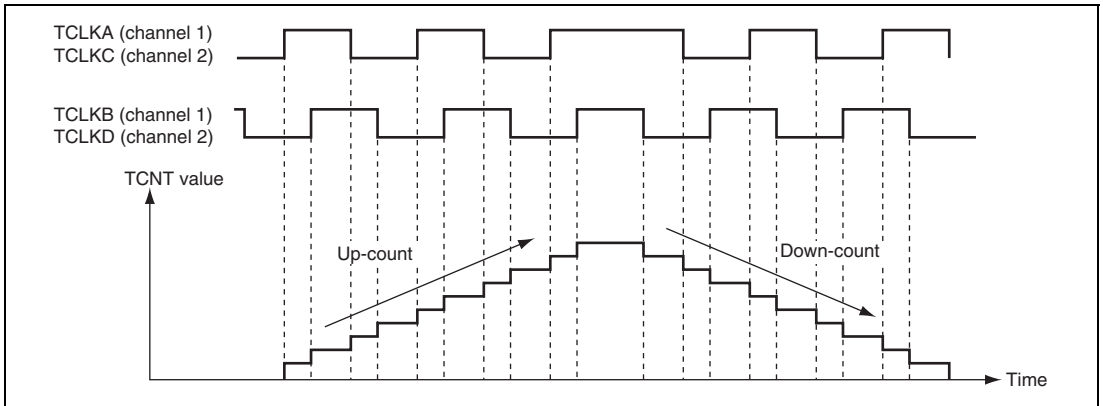 TCLKA (channel 1)
TCLKC (channel 2)
TCLKB (channel 1)
TCLKD (channel 2)
TCNT value
Up-count
Down-count
Time